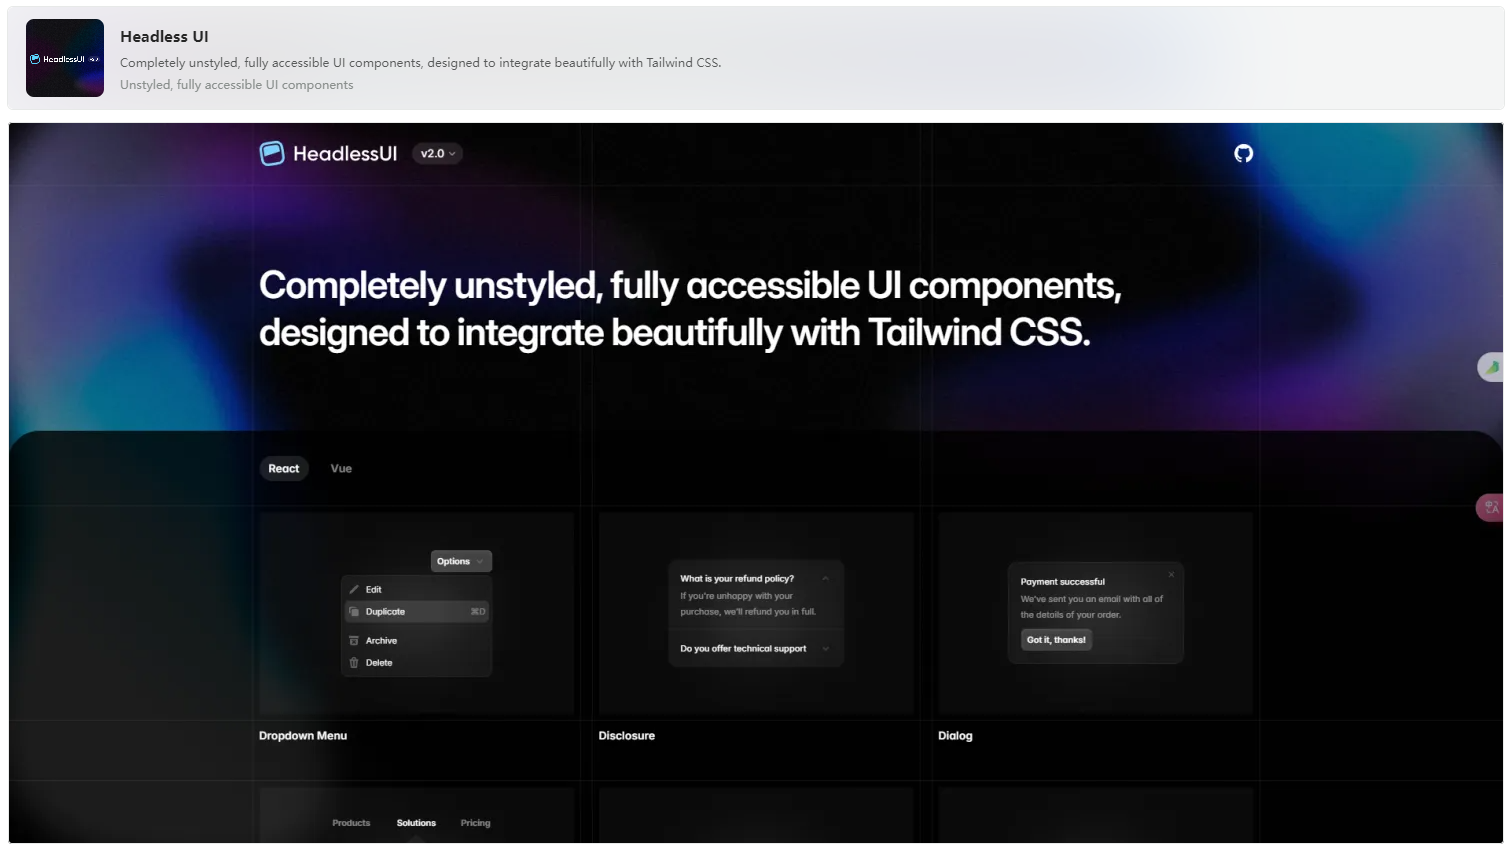 Headless UI
Completely unstyled, fully accessible UI components, designed to integrate beautifully with Tailwind CSS.
HeadlessUI v2.0
Unstyled, fully accessible UI components
HeadlessUI v2.0
Completely unstyled, fully accessible UI components,
designed to integrate beautifully with Tailwind CSS.
React Vue
Options
Edit
Duplicate ⌘D
Archive
Delete
What is your refund policy?
If you're unhappy with your
purchase, we'll refund you in full.
Do you offer technical support
Payment successful
We've sent you an email with all of
the details of your order.
Got it, thanks!
Dropdown Menu
Disclosure
Dialog
Products Solutions Pricing